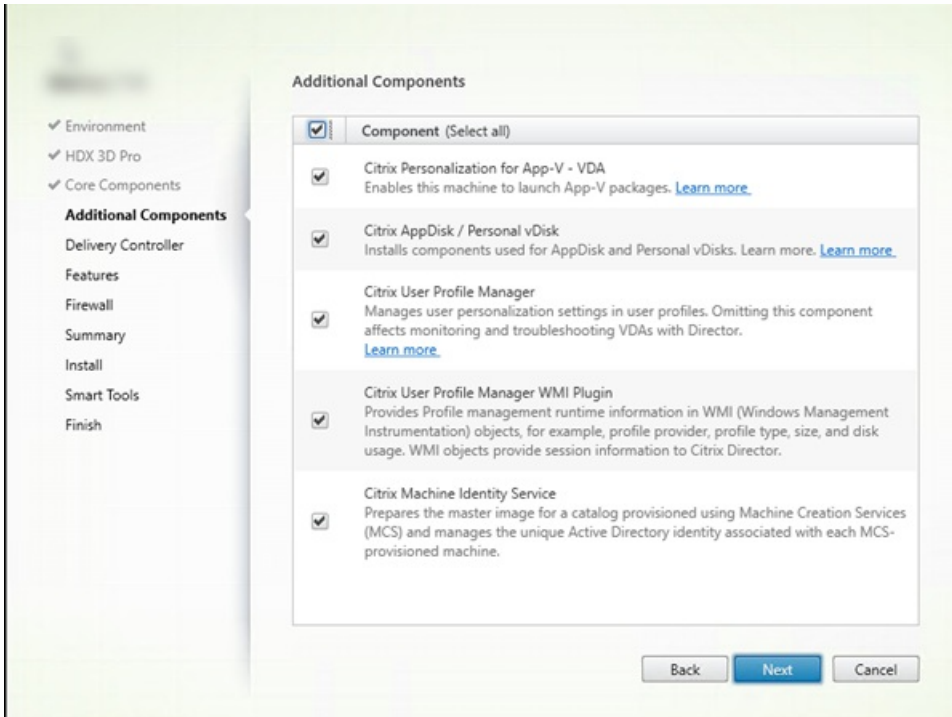 Additional Components
Environment
HDX 3D Pro
Core Components
Additional Components
Delivery Controller
Features
Firewall
Summary
Install
Smart Tools
Finish
Component (Select all)
Citrix Personalization for App-V - VDA
Enables this machine to launch App-V packages. Learn more
Citrix AppDisk / Personal vDisk
Installs components used for AppDisk and Personal vDisks. Learn more. Learn more
Citrix User Profile Manager
Manages user personalization settings in user profiles. Omitting this component
affects monitoring and troubleshooting VDAs with Director.
Learn more
Citrix User Profile Manager WMI Plugin
Provides Profile management runtime information in WMI (Windows Management
Instrumentation) objects, for example, profile provider, profile type, size, and disk
usage. WMI objects provide session information to Citrix Director.
Citrix Machine Identity Service
Prepares the master image for a catalog provisioned using Machine Creation Services
(MCS) and manages the unique Active Directory identity associated with each MCS-
provisioned machine.
Back
Next
Cancel